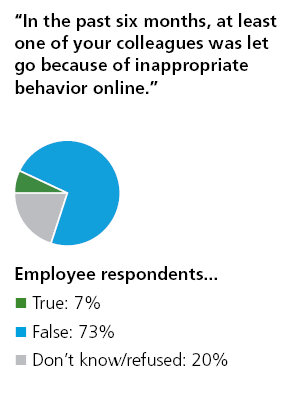 “In the past six months, at least
one of your colleagues was let
go because of inappropriate
behavior online.”
Employee respondents...
True: 7%
False: 73%
Don’t know/refused: 20%